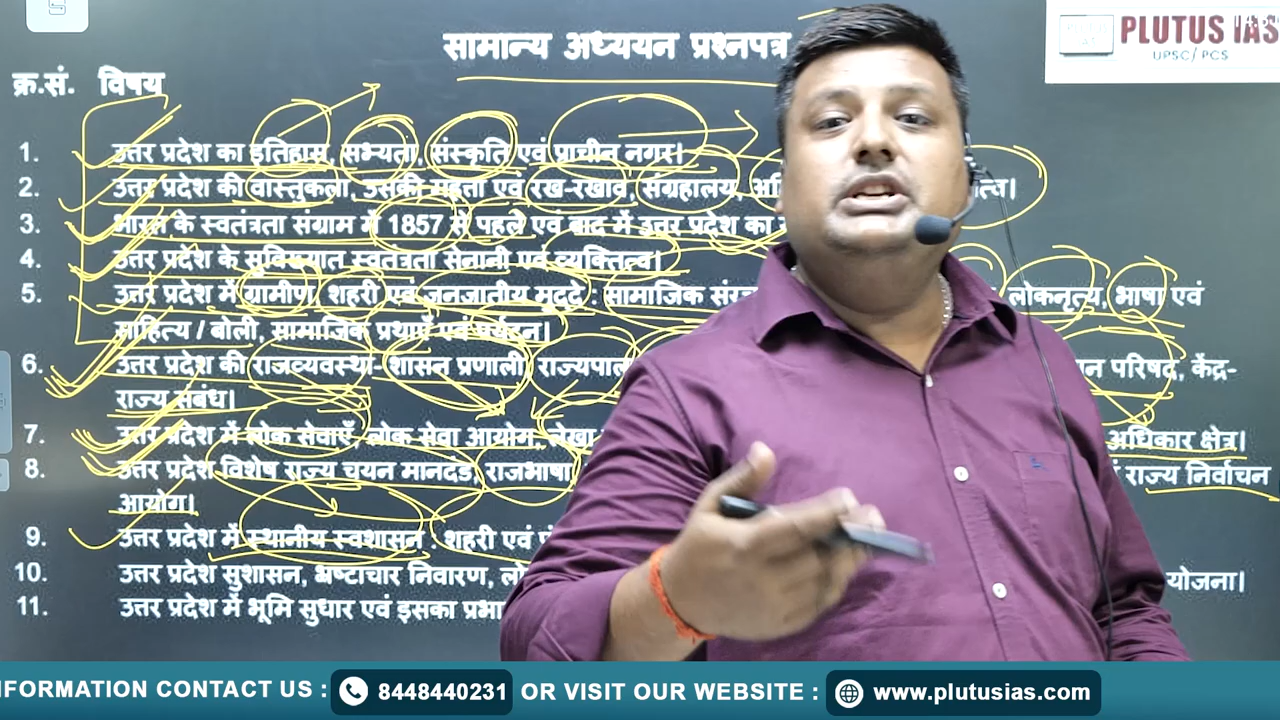 सामान्य अध्ययन प्रश्नपत्र
PLUTUS IAS
UPSC/ PCS
क्र.सं. विषय
1. उत्तर प्रदेश का इतिहास, सभ्यता, संस्कृति एवं प्राचीन नगर।
2. उत्तर प्रदेश की वास्तुकला, उसकी महत्ता एवं रख-रखाव, संग्रहालय,
3. भारत के स्वतंत्रता संग्राम में 1857 से पहले एवं बाद में उत्तर प्रदेश का
4. उत्तर प्रदेश के सुविख्यात स्वतंत्रता सेनानी एवं व्यक्तित्व।
5. उत्तर प्रदेश में ग्रामीण, शहरी एवं जनजातीय मुद्दे : सामाजिक लोकनृत्य, भाषा एवं
साहित्य / बोली, सामाजिक प्रथाएँ एवं पर्यटन।
6. उत्तर प्रदेश की राजव्यवस्था- शासन प्रणाली, राज्यपाल परिषद, केंद्र-
राज्य संबंध।
7. उत्तर प्रदेश में लोक सेवाएँ, लोक सेवा आयोग, लेखा अधिकार क्षेत्र।
8. उत्तर प्रदेश विशेष राज्य चयन मानदंड, राजभाषा, राज्य निर्वाचन
आयोग।
9. उत्तर प्रदेश में स्थानीय स्वशासन : शहरी एवं
10. उत्तर प्रदेश सुशासन, भ्रष्टाचार निवारण, योजना।
11. उत्तर प्रदेश में भूमि सुधार एवं इसका
NFORMATION CONTACT US : 8448440231 OR VISIT OUR WEBSITE : www.plutusias.com